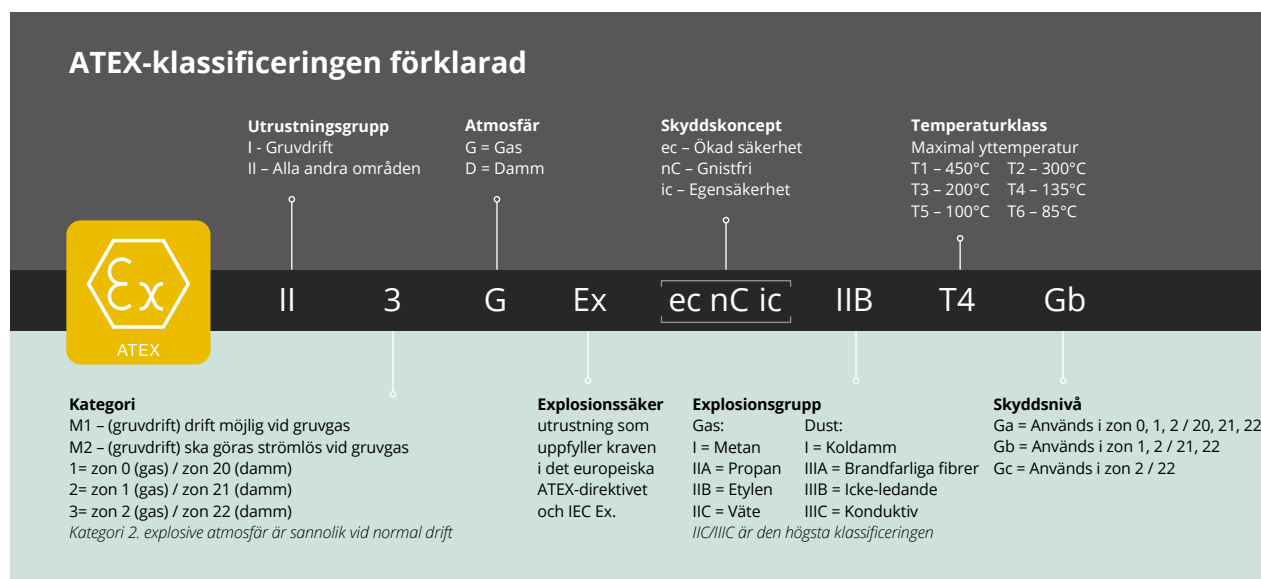 ATEX-klassificeringen förklarad
Utrustningsgrupp
I - Gruvdrift
II – Alla andra områden
Atmosfär
G = Gas
D = Damm
Skyddskoncept
ec – Ökad säkerhet
nC – Gnistfri
ic – Egensäkerhet
Temperaturklass
Maximal yttemperatur
T1 – 450°C T2 – 300°C
T3 – 200°C T4 – 135°C
T5 – 100°C T6 – 85°C
Ex
ATEX
II 3 G Ex ec nC ic IIB T4 Gb
Kategori
M1 – (gruvdrift) drift möjlig vid gruvgas
M2 – (gruvdrift) ska göras strömlös vid gruvgas
1= zon 0 (gas) / zon 20 (damm)
2= zon 1 (gas) / zon 21 (damm)
3= zon 2 (gas) / zon 22 (damm)
Kategori 2. explosive atmosfär är sannolik vid normal drift
Explosionssäker
utrustning som
uppfyller kraven
i det europeiska
ATEX-direktivet
och IEC Ex.
Explosionsgrupp
Gas: Dust:
I = Metan I = Koldamm
IIA = Propan IIIA = Brandfarliga fibrer
IIB = Etylen IIIB = Icke-ledande
IIC = Väte IIIC = Konduktiv
IIC/IIIC är den högsta klassificeringen
Skyddsnivå
Ga = Används i zon 0, 1, 2 / 20, 21, 22
Gb = Används i zon 1, 2 / 21, 22
Gc = Används i zon 2 / 22